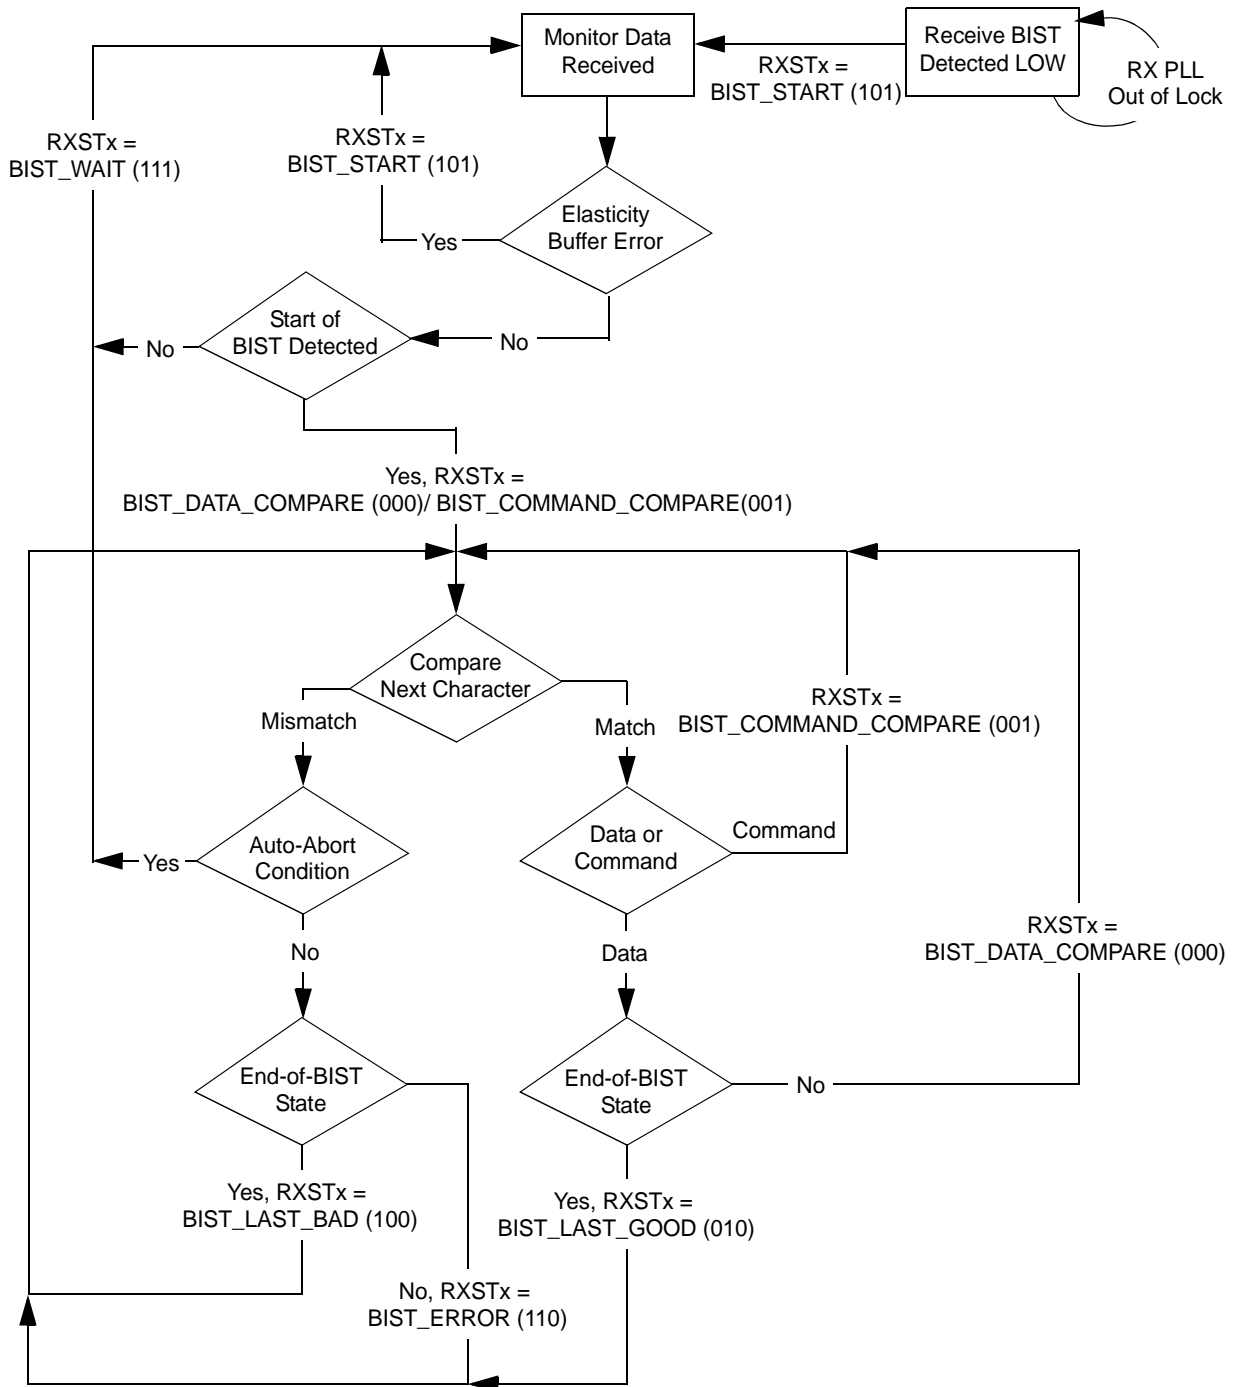 Monitor Data
Received
Receive BIST
Detected LOW
RX PLL
Out of Lock
RXSTx =
BIST_START (101)
RXSTx =
BIST_WAIT (111)
RXSTx =
BIST_START (101)
Elasticity
Buffer Error
Yes
No
Start of
BIST Detected
No
Yes, RXSTx =
BIST_DATA_COMPARE (000)/ BIST_COMMAND_COMPARE(001)
Compare
Next Character
Mismatch
Match
RXSTx =
BIST_COMMAND_COMPARE (001)
Auto-Abort
Condition
Yes
Data or
Command
Command
No
Data
RXSTx =
BIST_DATA_COMPARE (000)
End-of-BIST
State
End-of-BIST
State
No
Yes, RXSTx =
BIST_LAST_BAD (100)
Yes, RXSTx =
BIST_LAST_GOOD (010)
No, RXSTx =
BIST_ERROR (110)